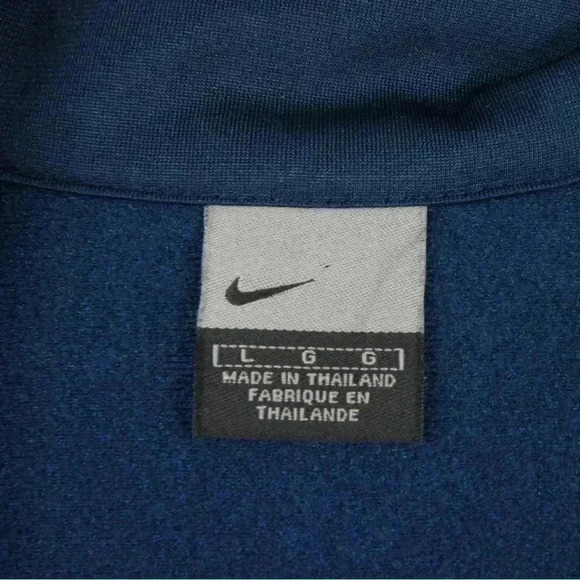 L G G
MADE IN THAILAND
FABRIQUE EN
THAILANDE